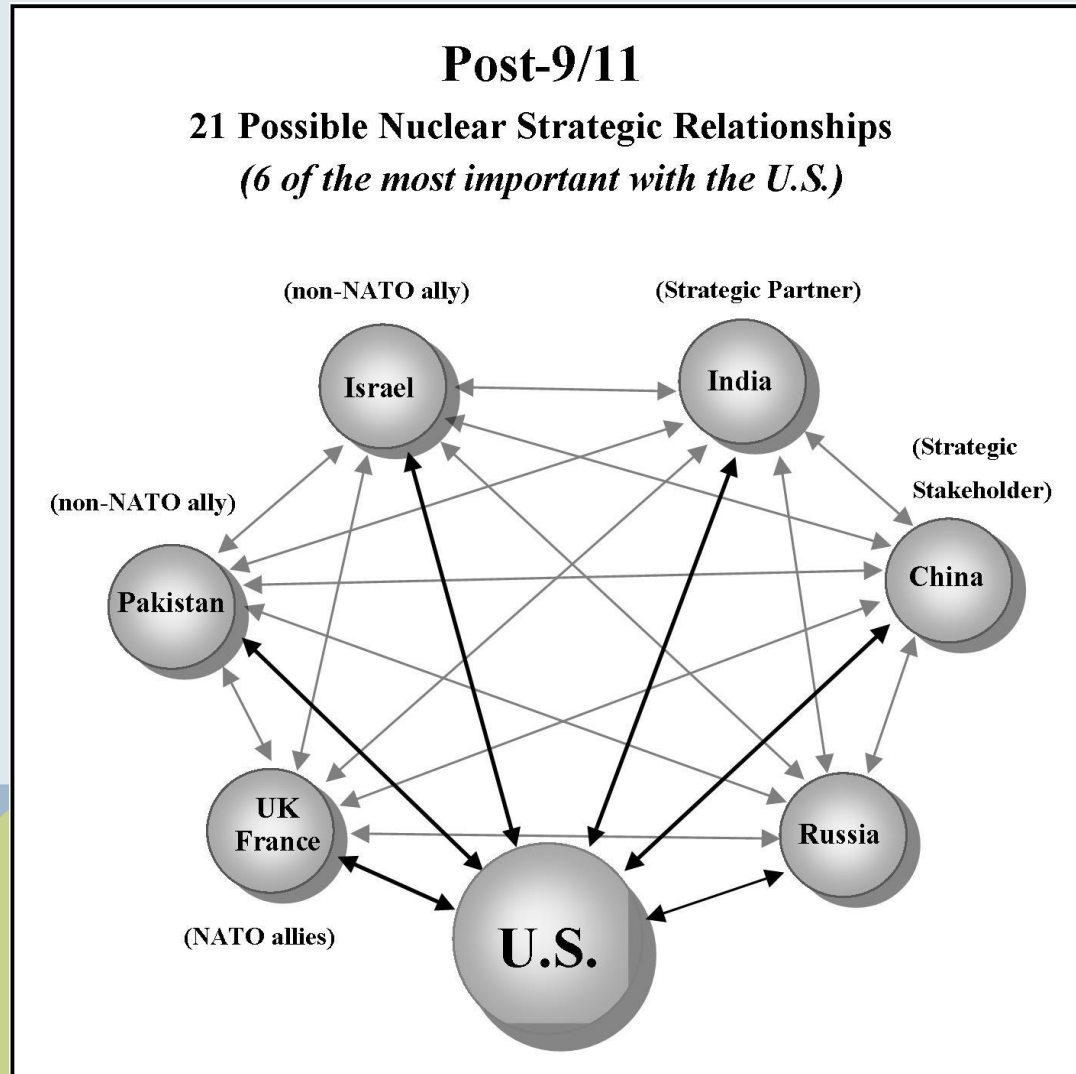 Post-9/11
21 Possible Nuclear Strategic Relationships
(6 of the most important with the U.S.)
(non-NATO ally)
(Strategic Partner)
Israel
India
(Strategic
Stakeholder)
(non-NATO ally)
China
Pakistan
UK
France
Russia
(NATO allies)
U.S.